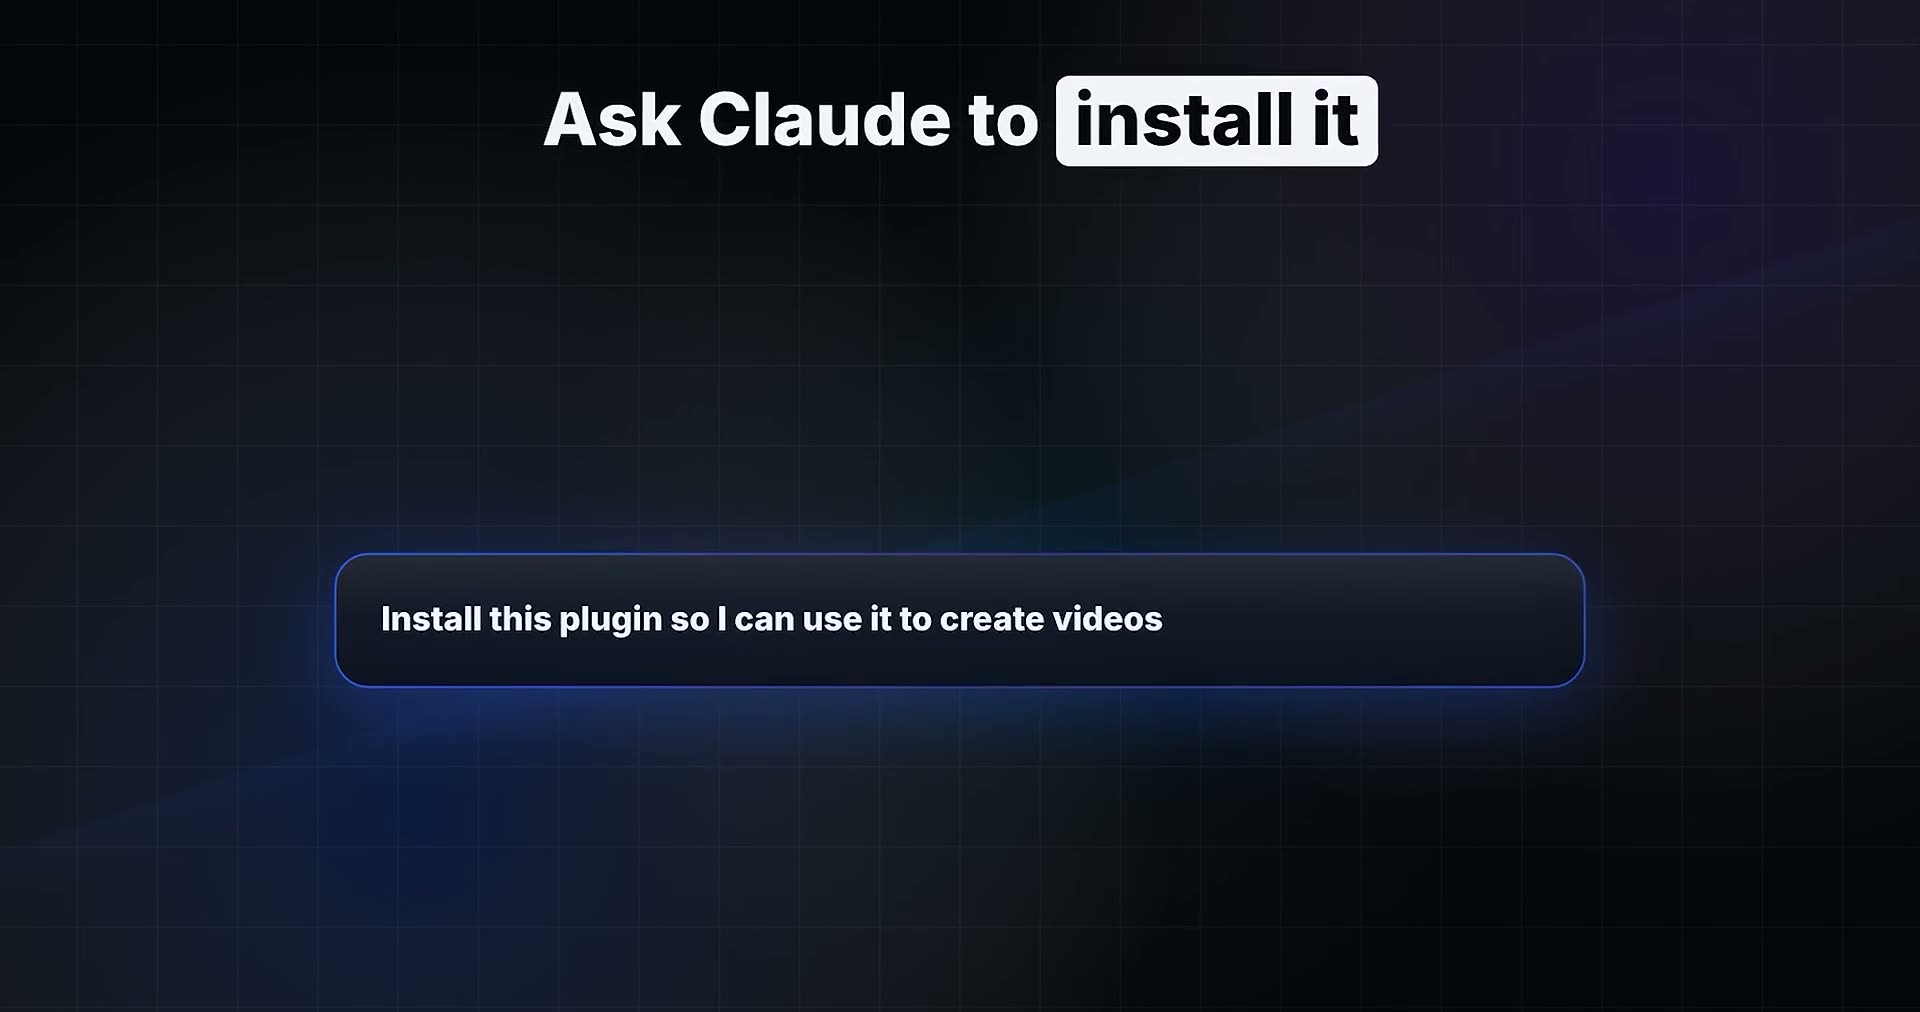 Ask Claude to install it
Install this plugin so I can use it to create videos